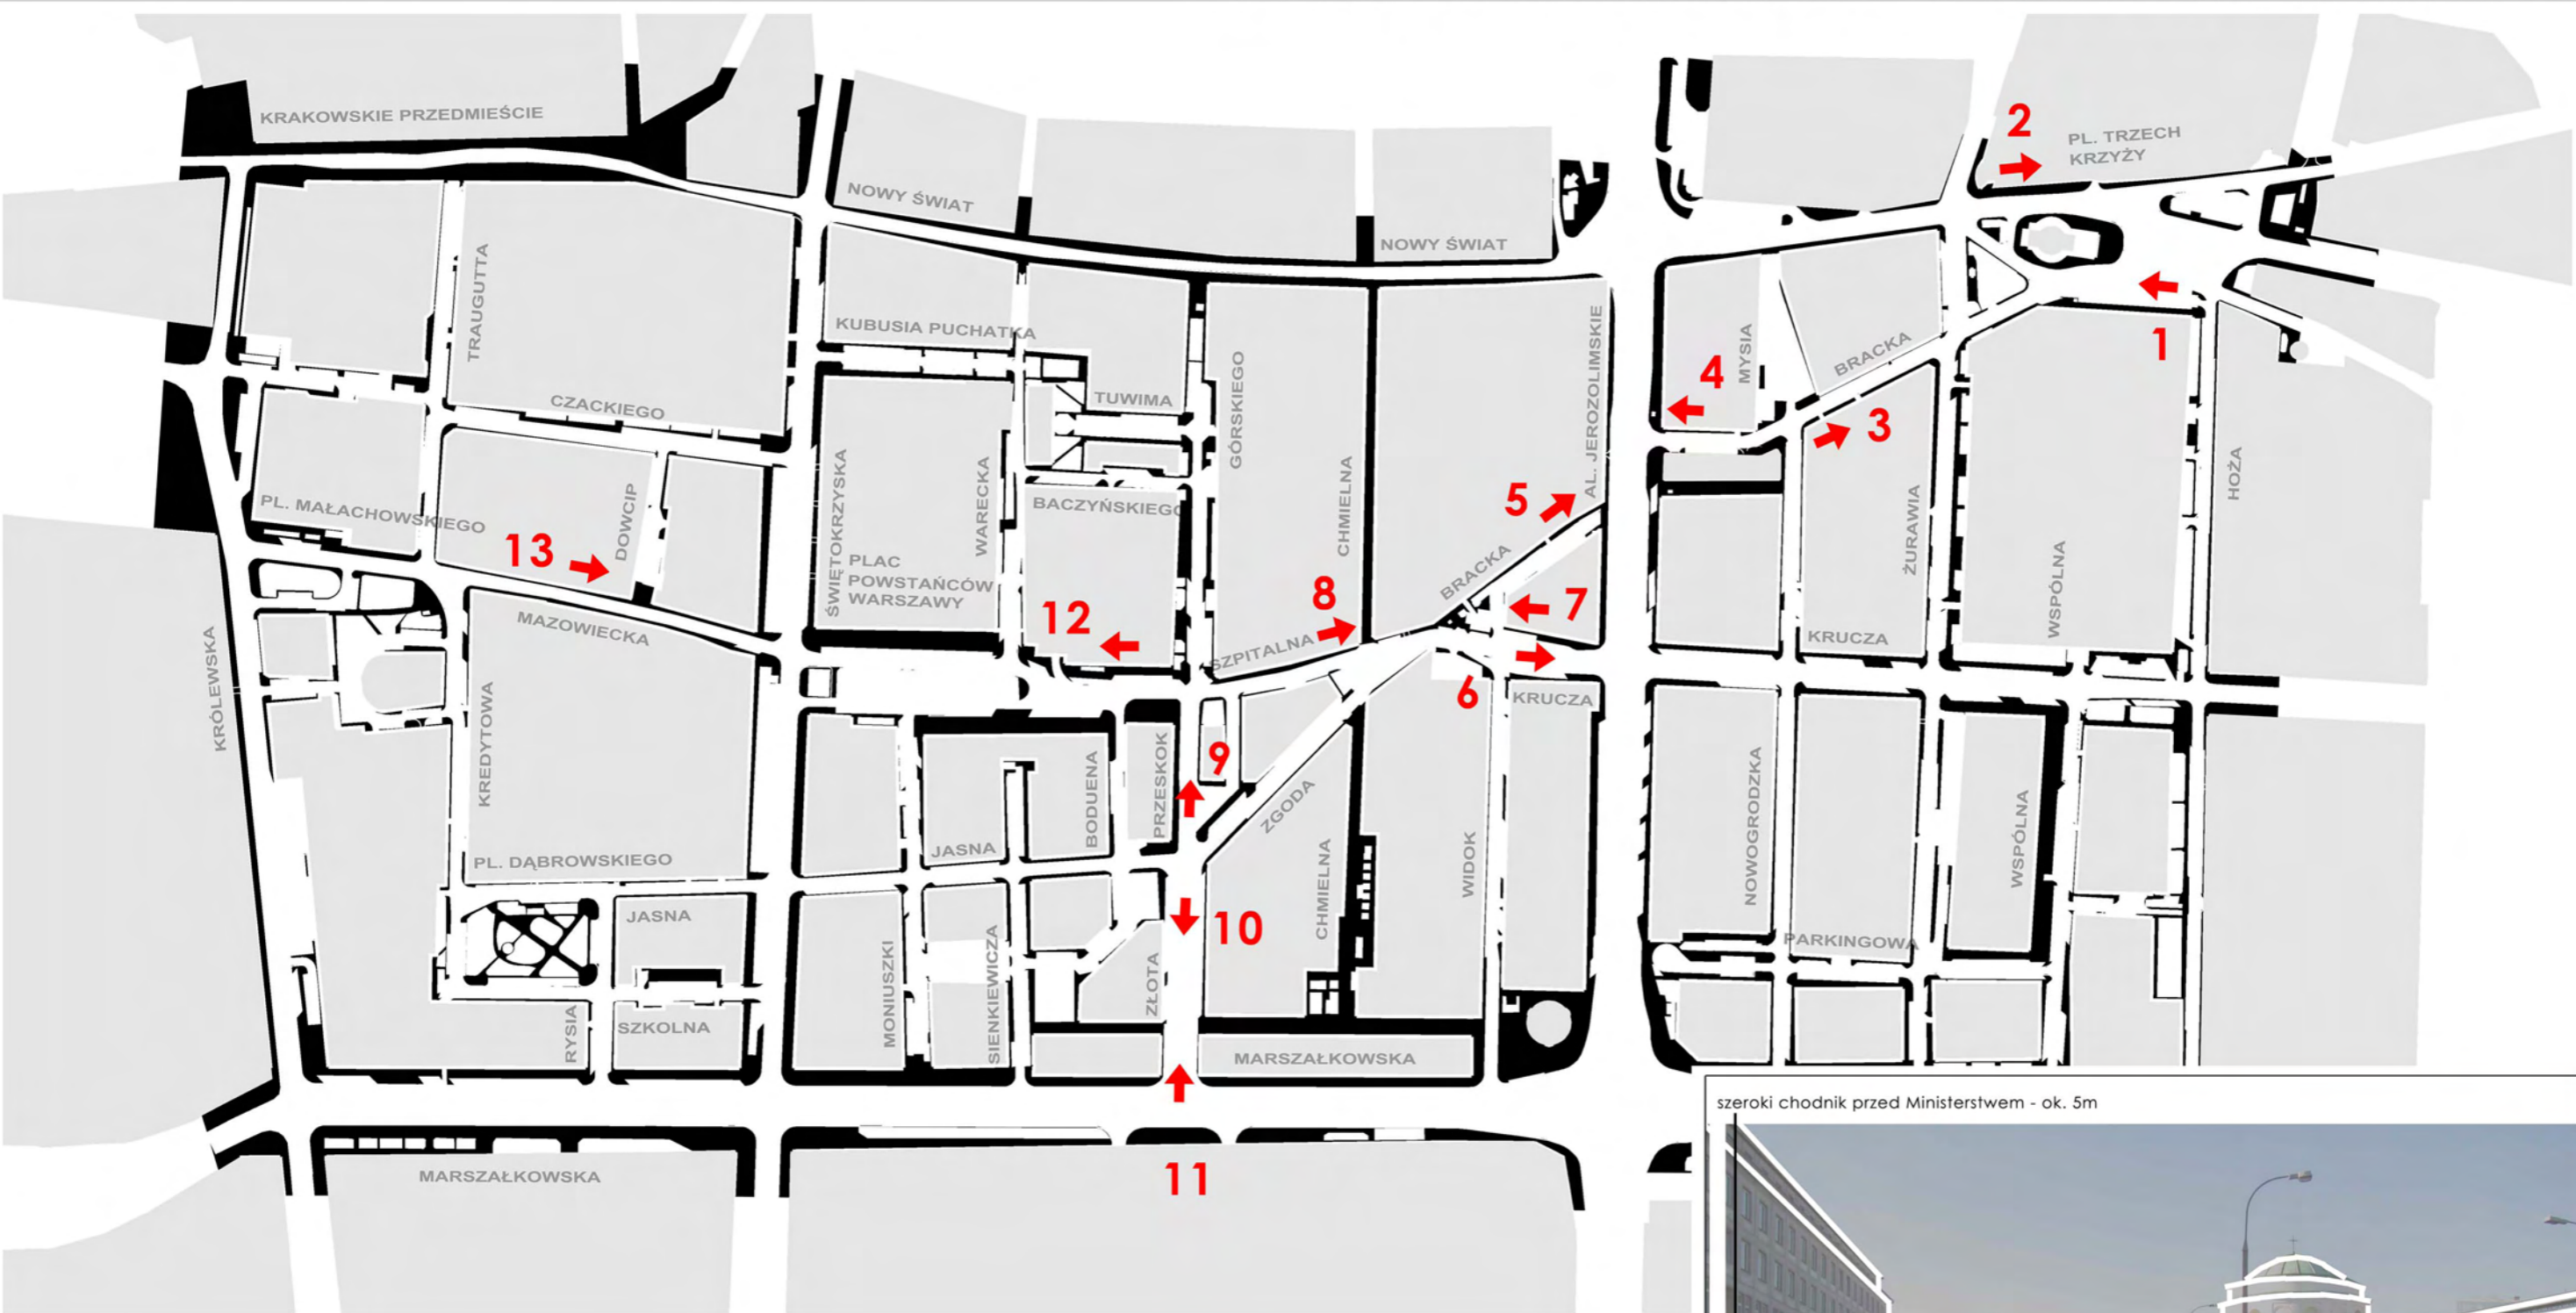 KRAKOWSKIE PRZEDMIEŚCIE
2
PL. TRZECH
KRZYŻY
NOWY ŚWIAT
NOWY ŚWIAT
TRAUGUTTA
KUBUSIA PUCHATKA
GÓRSKIEGO
AL. JEROZOLIMSKIE
MYSIA
BRACKA
1
4
3
CZACKIEGO
TUWIMA
HOŻA
PL. MAŁACHOWSKIEGO
DOWCIP
ŚWIĘTOKRZYSKA
WARECKA
BACZYŃSKIEGO
CHMIELNA
5
ŻURAWIA
WSPÓLNA
13
PLAC
POWSTAŃCÓW
WARSZAWY
BRACKA
8
7
12
MAZOWIECKA
SZPITALNA
KRUCZA
KRÓLEWSKA
KREDYTOWA
6
KRUCZA
9
BODUENA
PRZESKOK
ZGODA
NOWOGRODZKA
WSPÓLNA
PL. DĄBROWSKIEGO
JASNA
CHMIELNA
WIDOK
JASNA
10
PARKINGOWA
MONIUSZKI
SIENKIEWICZA
ZŁOTA
RYSIA
SZKOLNA
MARSZAŁKOWSKA
szeroki chodnik przed Ministerstwem - ok. 5m
MARSZAŁKOWSKA
11